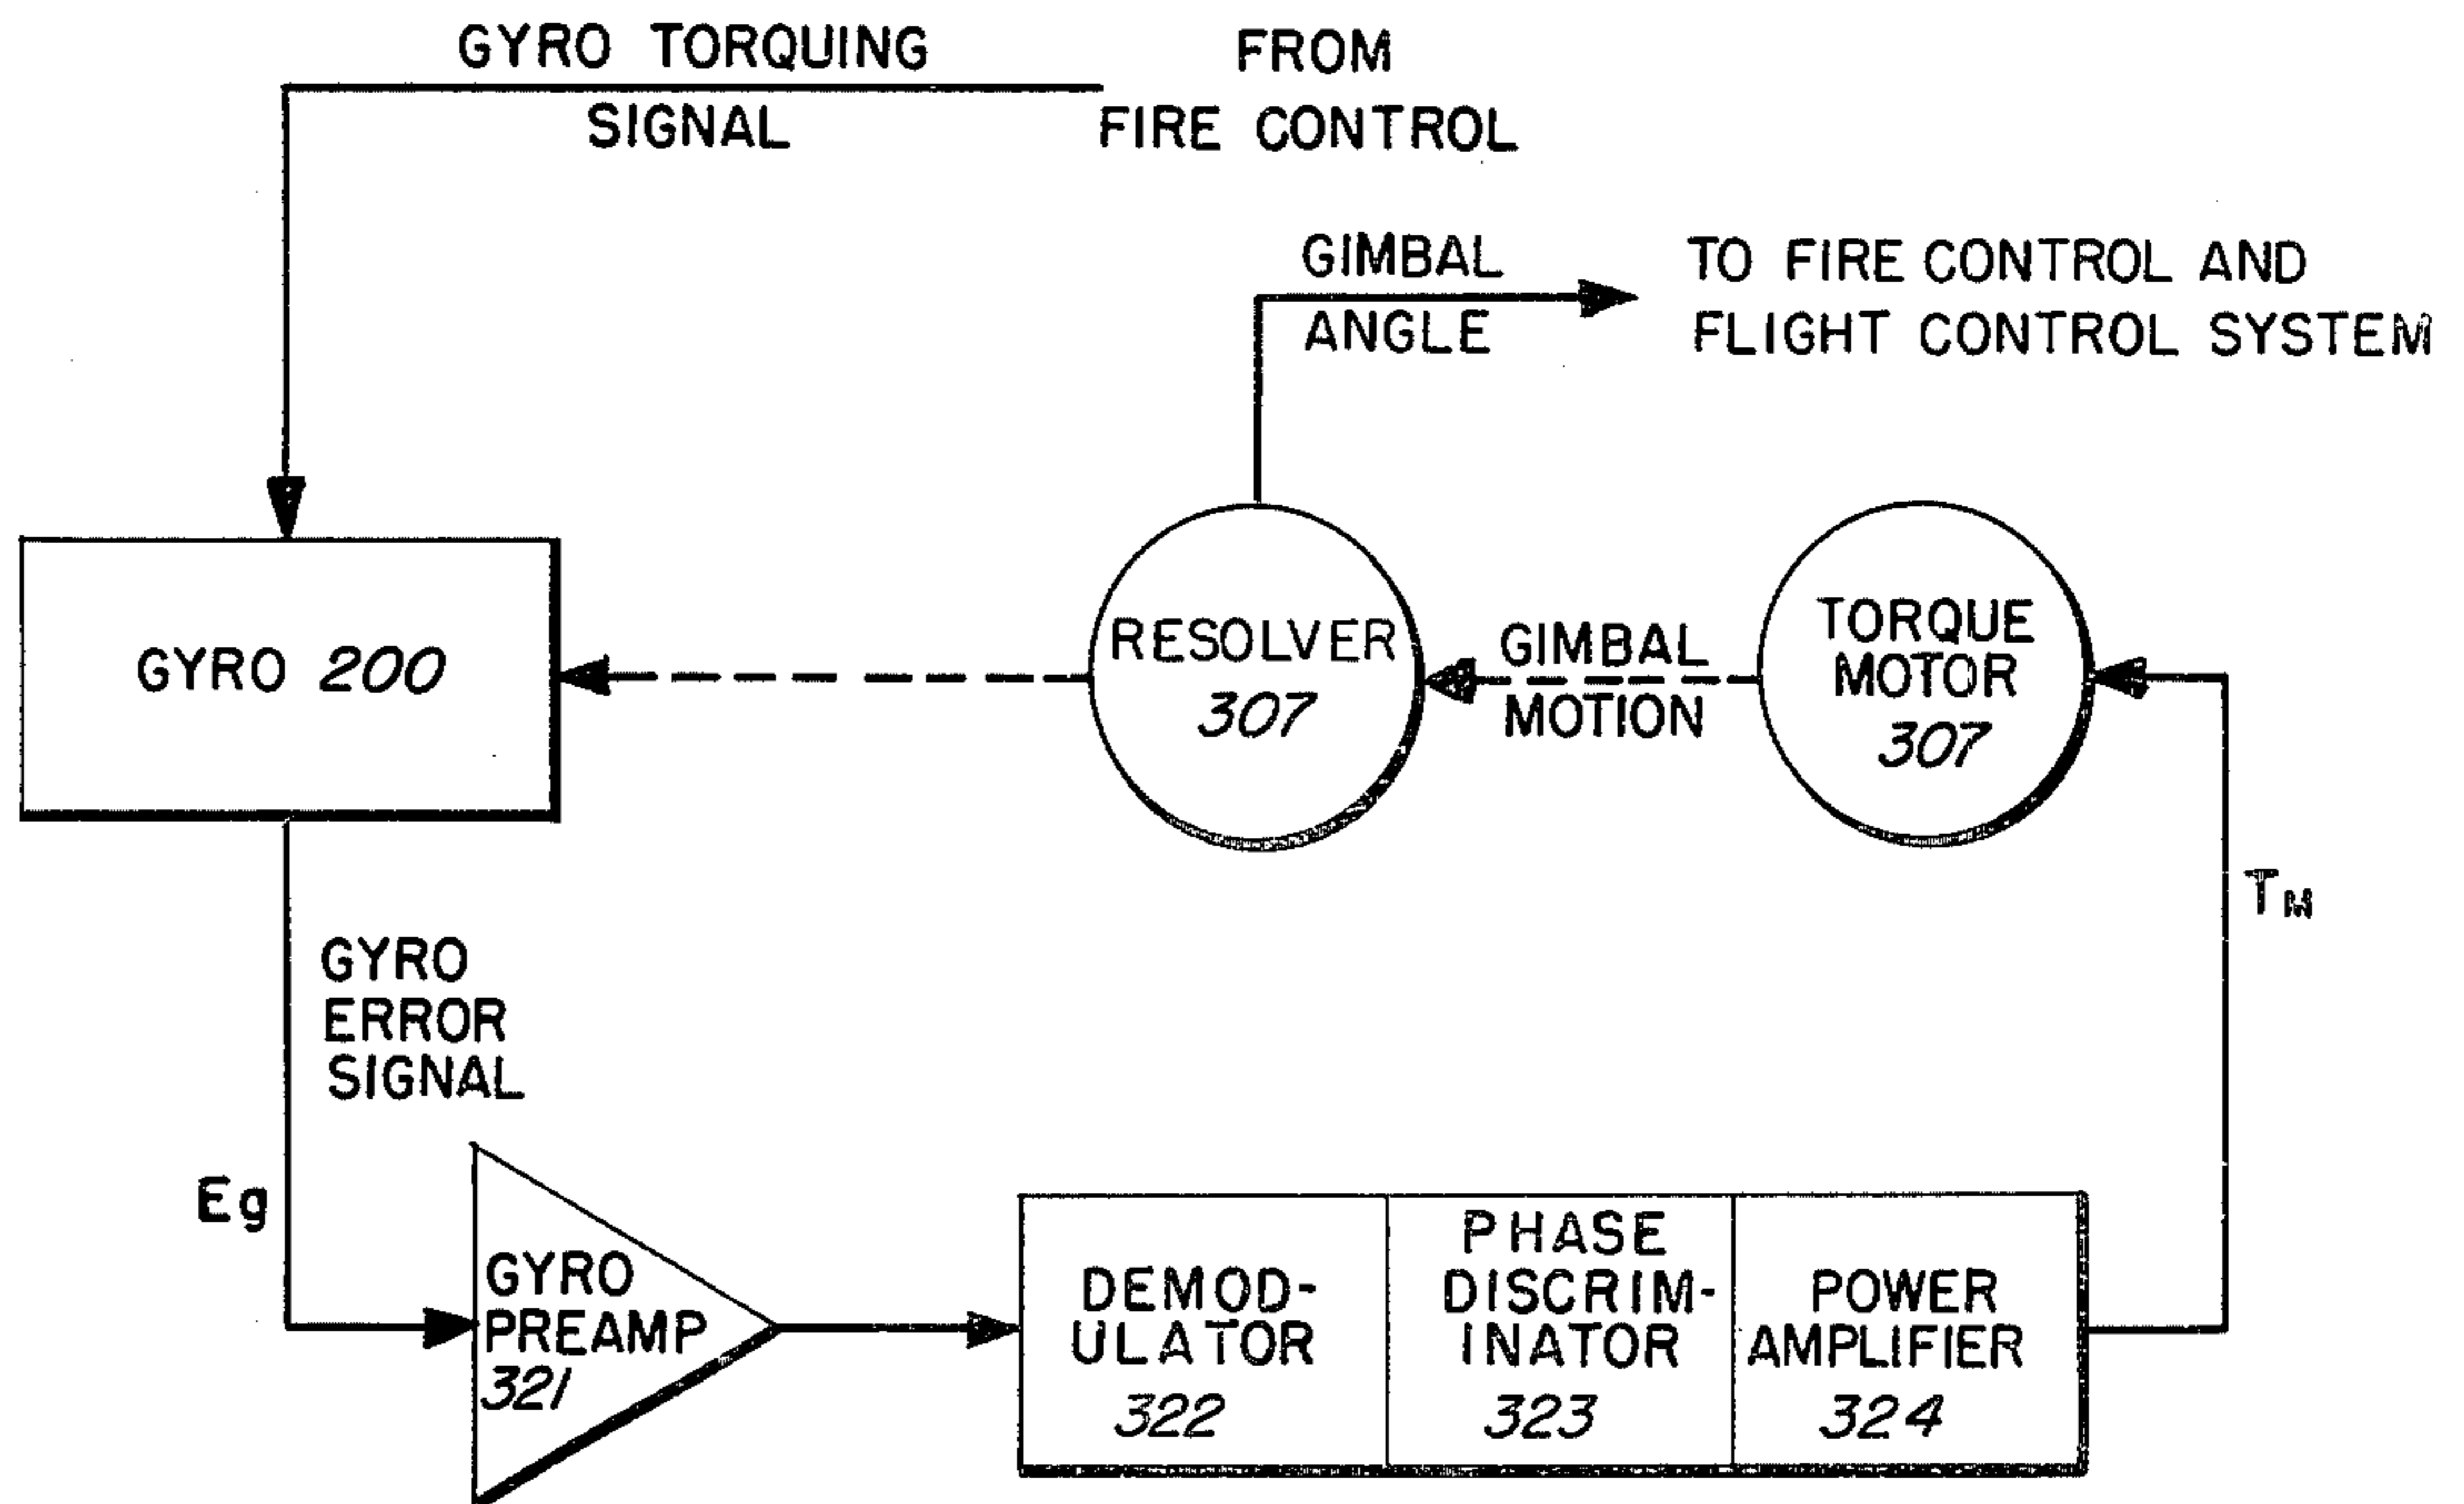 GYRO TORQUING
SIGNAL
FROM
FIRE CONTROL
GIMBAL
ANGLE
TO FIRE CONTROL AND
FLIGHT CONTROL SYSTEM
GYRO 200
RESOLVER
307
GIMBAL
MOTION
TORQUE
MOTOR
307
TM
GYRO
ERROR
SIGNAL
Eg
GYRO
PREAMP
321
DEMOD-
ULATOR
322
PHASE
DISCRIM-
INATOR
323
POWER
AMPLIFIER
324